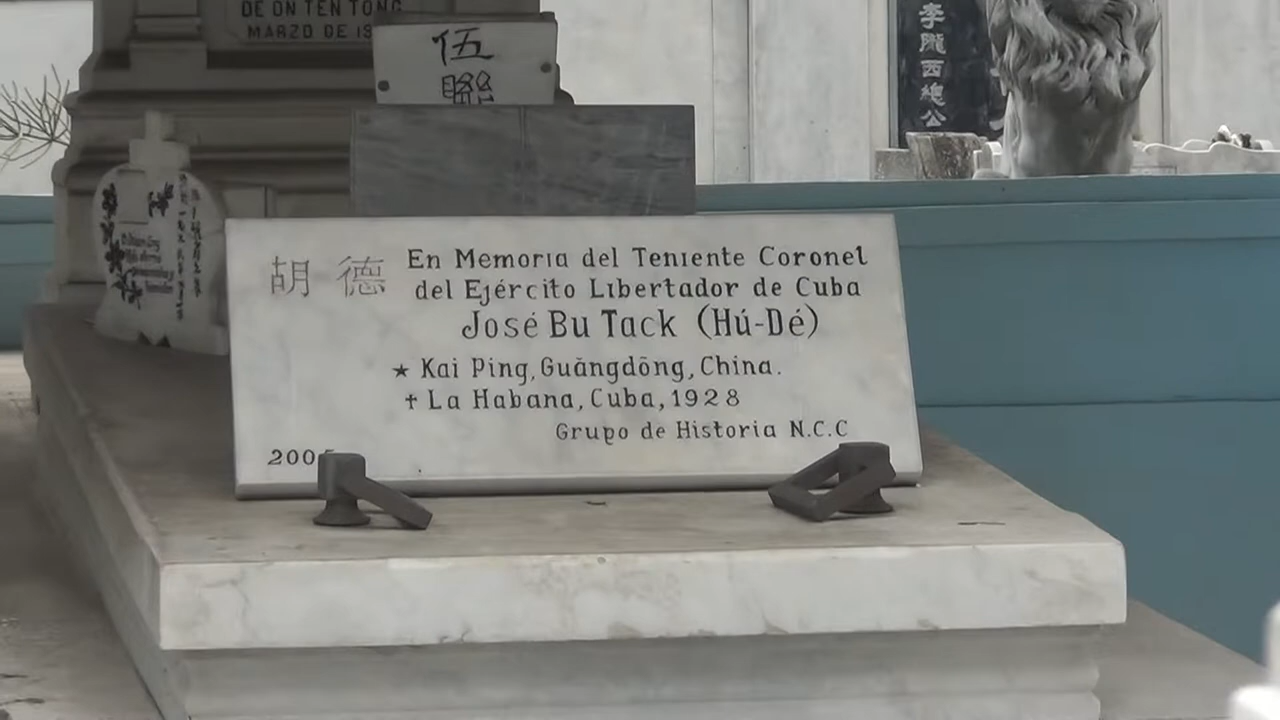 DE ON TEN TONG
MARZO DE 19
伍
聯
李
隴
西
總
公
胡 德
En Memoria del Teniente Coronel
del Ejército Libertador de Cuba
José Bu Tack (Hú-Dé)
★ Kai Ping, Guǎngdōng, China.
✝ La Habana, Cuba, 1928
Grupo de Historia N.C.C
200